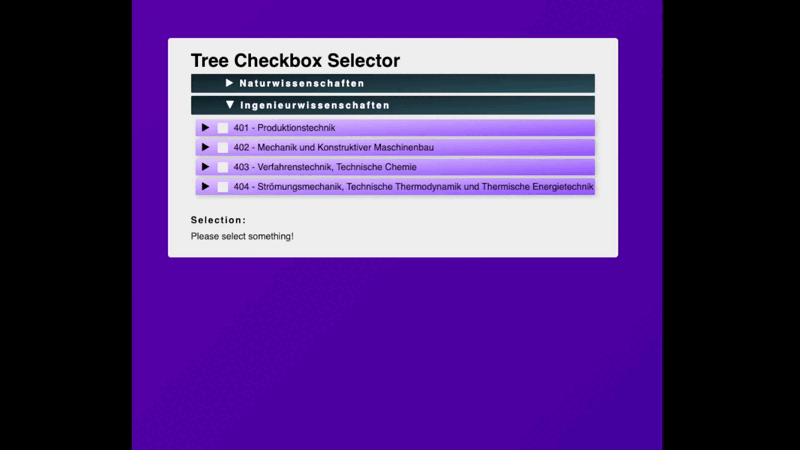 Tree Checkbox Selector
Naturwissenschaften
Ingenieurwissenschaften
401 - Produktionstechnik
402 - Mechanik und Konstruktiver Maschinenbau
403 - Verfahrenstechnik, Technische Chemie
404 - Strömungsmechanik, Technische Thermodynamik und Thermische Energietechnik
Selection:
Please select something!